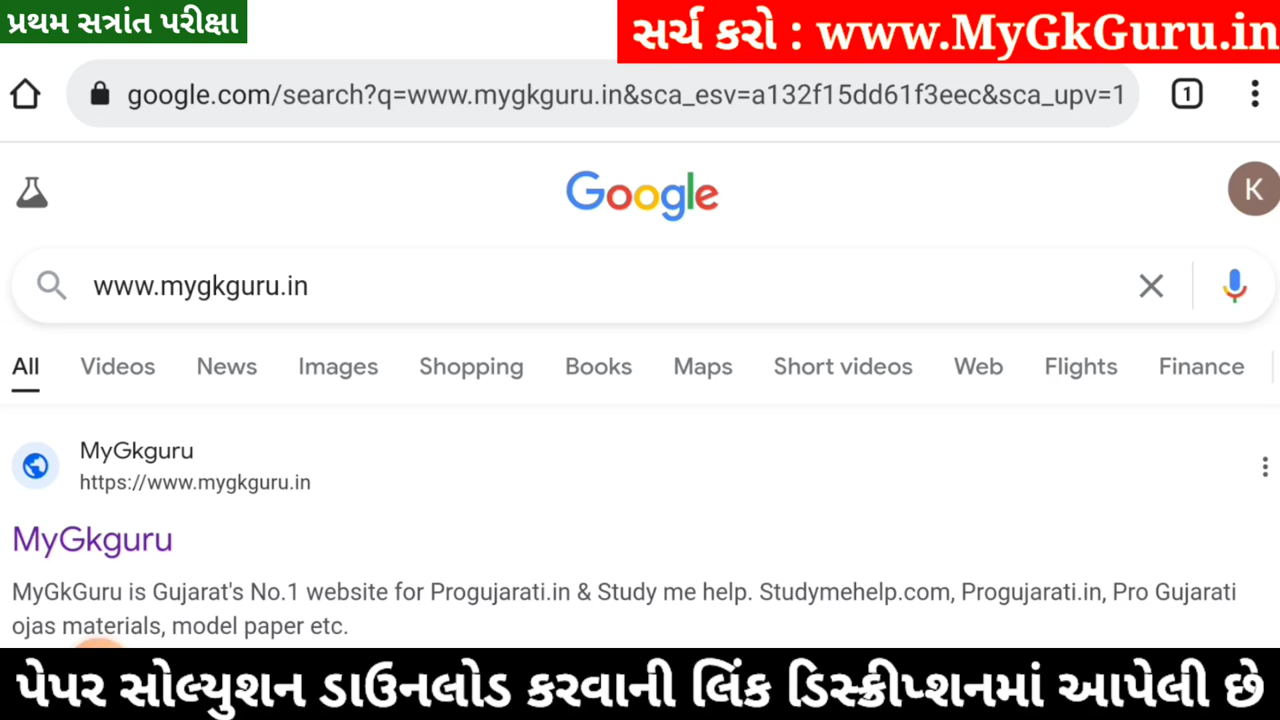 પ્રથમ સત્રાંત પરીક્ષા
સર્ચ કરો : www.MyGkGuru.in
google.com/search?q=www.mygkguru.in&sca_esv=a132f15dd61f3eec&sca_upv=1
1
Google
K
www.mygkguru.in
All Videos News Images Shopping Books Maps Short videos Web Flights Finance
MyGkguru
https://www.mygkguru.in
MyGkguru
MyGkGuru is Gujarat's No.1 website for Progujarati.in & Study me help. Studymehelp.com, Progujarati.in, Pro Gujarati
ojas materials, model paper etc.
પેપર સોલ્યુશન ડાઉનલોડ કરવાની લિંક ડિસ્ક્રીપ્શનમાં આપેલી છે